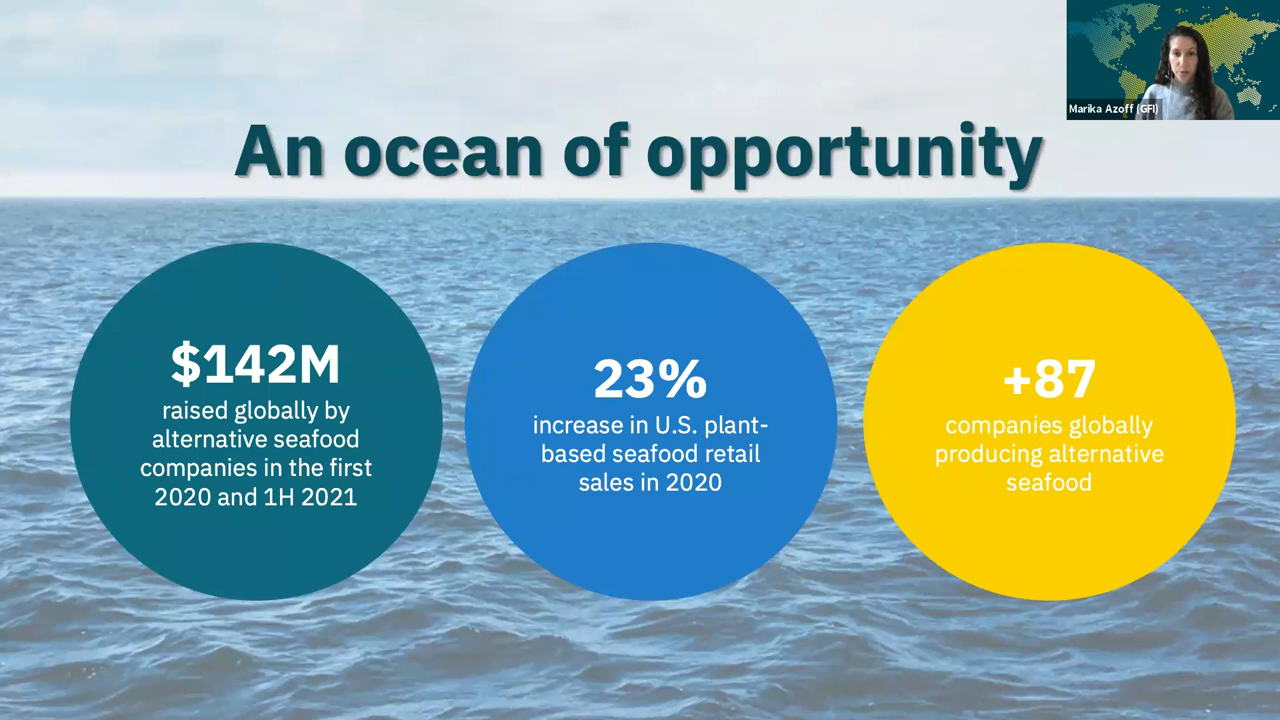 Marika Azoff (GFI)
An ocean of opportunity
$142M
raised globally by
alternative seafood
companies in the first
2020 and 1H 2021
23%
increase in U.S. plant-
based seafood retail
sales in 2020
+87
companies globally
producing alternative
seafood